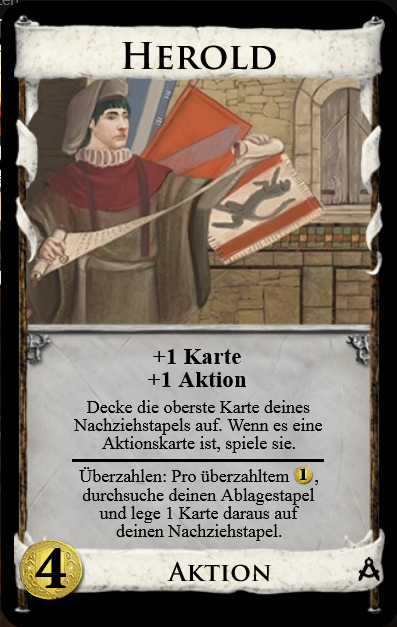 HEROLD
+1 Karte
+1 Aktion
Decke die oberste Karte deines
Nachziehstapels auf. Wenn es eine
Aktionskarte ist, spiele sie.
Überzahlen: Pro überzahltem 1,
durchsuche deinen Ablagestapel
und lege 1 Karte daraus auf
deinen Nachziehstapel.
4
AKTION